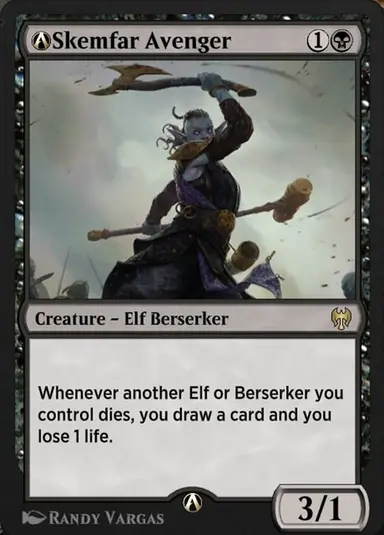 Skemfar Avenger 1
Creature – Elf Berserker
Whenever another Elf or Berserker you
control dies, you draw a card and you
lose 1 life.
RANDY VARGAS
3/1